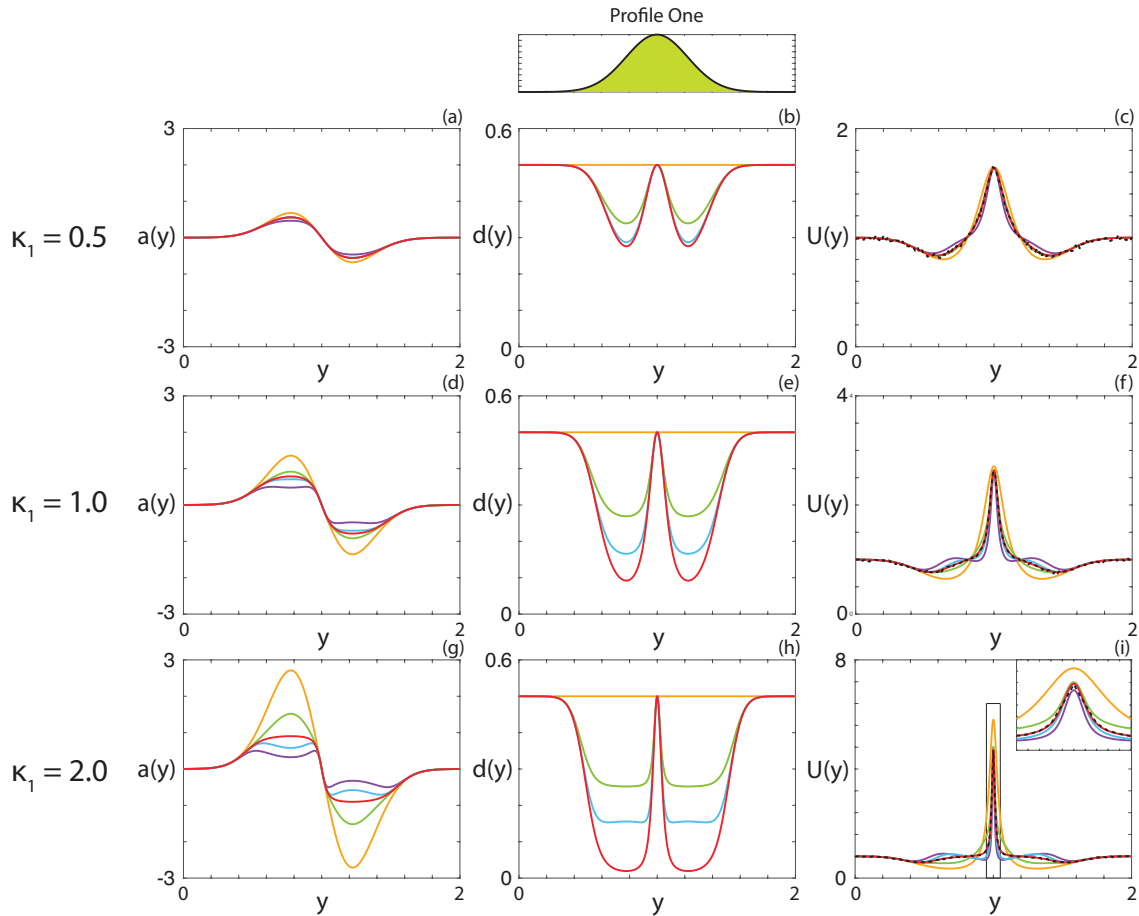 Profile One
(a) (b) (c)
3 0.6 2
κ1 = 0.5 a(y) d(y) U(y)
-3 0 0
0 y 2 0 y 2 0 y 2
(d) (e) (f)
3 0.6 4 4
κ1 = 1.0 a(y) d(y) U(y)
-3 0 0 0
0 y 2 0 y 2 0 y 2
(g) (h) (i)
3 0.6 8
κ1 = 2.0 a(y) d(y) U(y)
-3 0 0
0 y 2 0 y 2 0 y 2